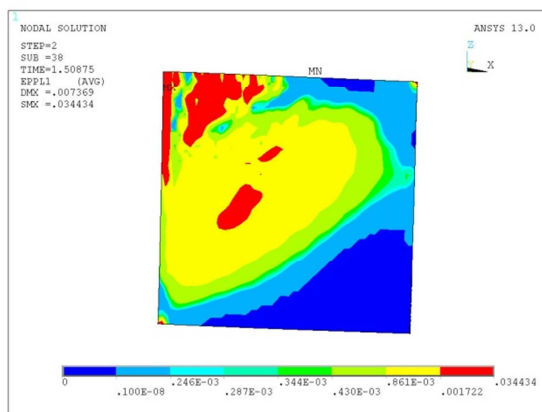 1
NODAL SOLUTION
ANSYS 13.0
STEP=2
SUB =38
TIME=1.50875
EPPL1 (AVG)
DMX =.007369
SMX =.034434
Z
X
MN
MX
0 .246E-03 .344E-03 .861E-03 .034434
.100E-08 .287E-03 .430E-03 .001722